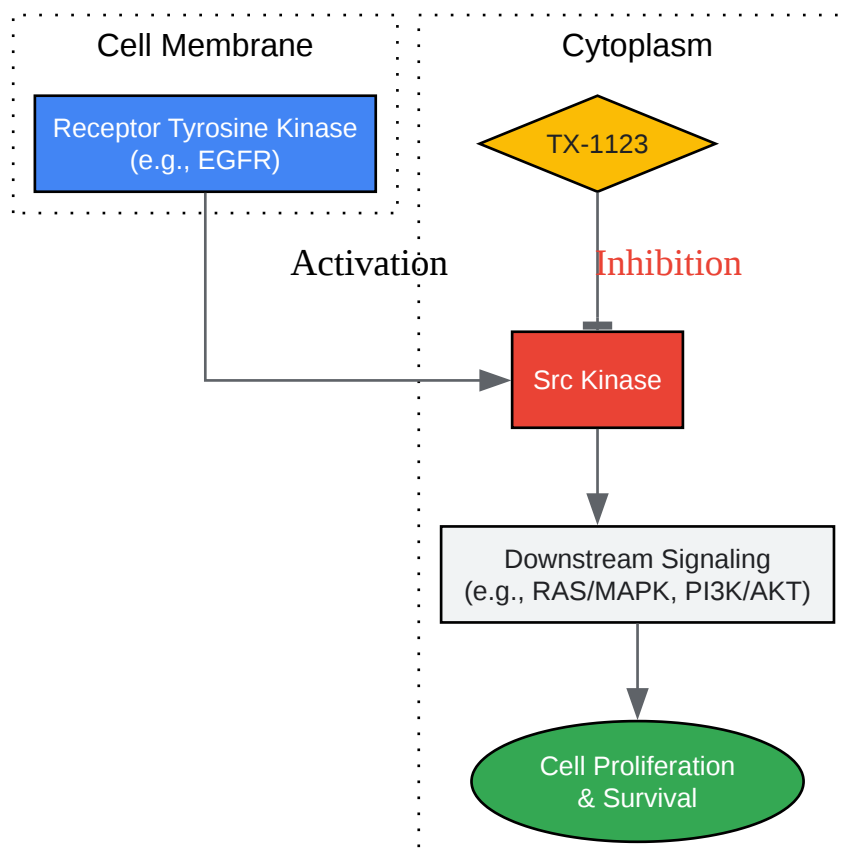 Cell Membrane
Cytoplasm
Receptor Tyrosine Kinase
(e.g., EGFR)
TX-1123
Activation
Inhibition
Src Kinase
Downstream Signaling
(e.g., RAS/MAPK, PI3K/AKT)
Cell Proliferation
& Survival